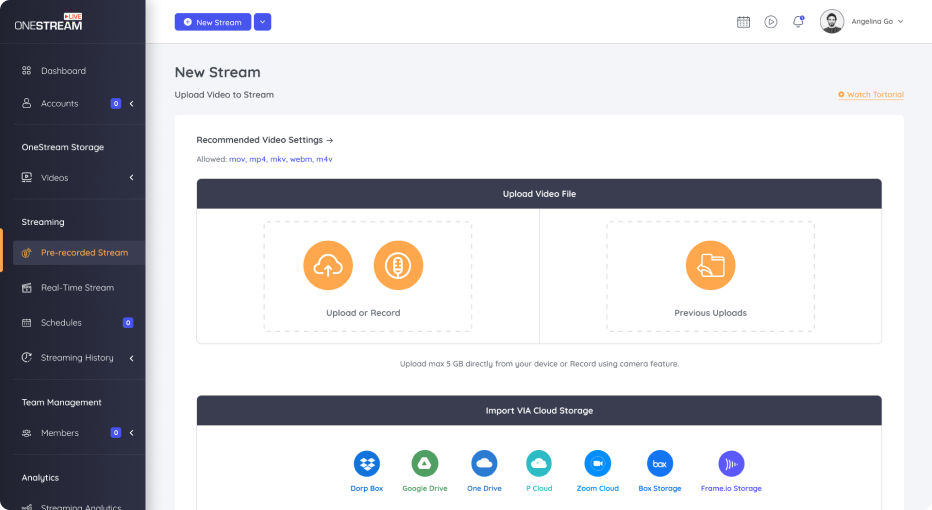 LIVE
ONESTREAM
New Stream
Angelina Go
Dashboard
Accounts 0
OneStream Storage
Videos
Streaming
Pre-recorded Stream
Real-Time Stream
Schedules 0
Streaming History
Team Management
Members 0
Analytics
Streaming Analytics
New Stream
Upload Video to Stream
Watch Tortorial
Recommended Video Settings →
Allowed: mov, mp4, mkv, webm, m4v
Upload Video File
Upload or Record
Previous Uploads
Upload max 5 GB directly from your device or Record using camera feature.
Import VIA Cloud Storage
box
Dorp Box
Google Drive
One Drive
P Cloud
Zoom Cloud
Box Storage
Frame.io Storage